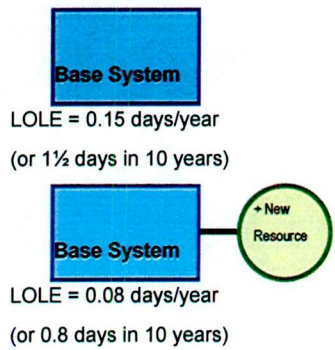 Base System
LOLE = 0.15 days/year
(or 1½ days in 10 years)
+ New
Resource
Base System
LOLE = 0.08 days/year
(or 0.8 days in 10 years)